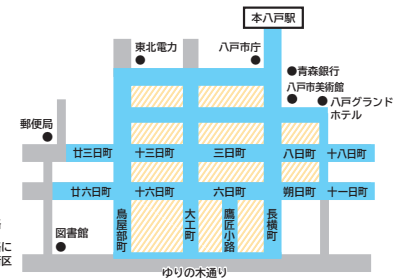 本八戸駅
東北電力
八戸市庁
青森銀行
八戸市美術館
八戸グランド
ホテル
郵便局
廿三日町
十三日町
三日町
八日町
十八日町
廿六日町
十六日町
六日町
朔日町
十一日町
図書館
鳥屋部町
大工町
鷹匠小路
長横町
に
区
ゆりの木通り